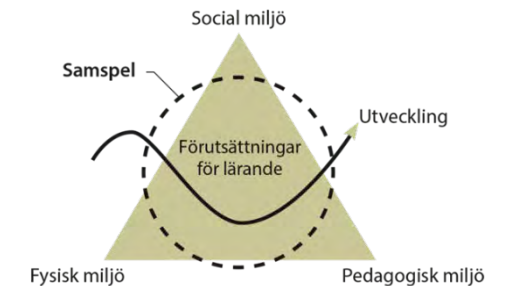 Social miljö
Samspel
Utveckling
Förutsättningar
för lärande
Fysisk miljö
Pedagogisk miljö